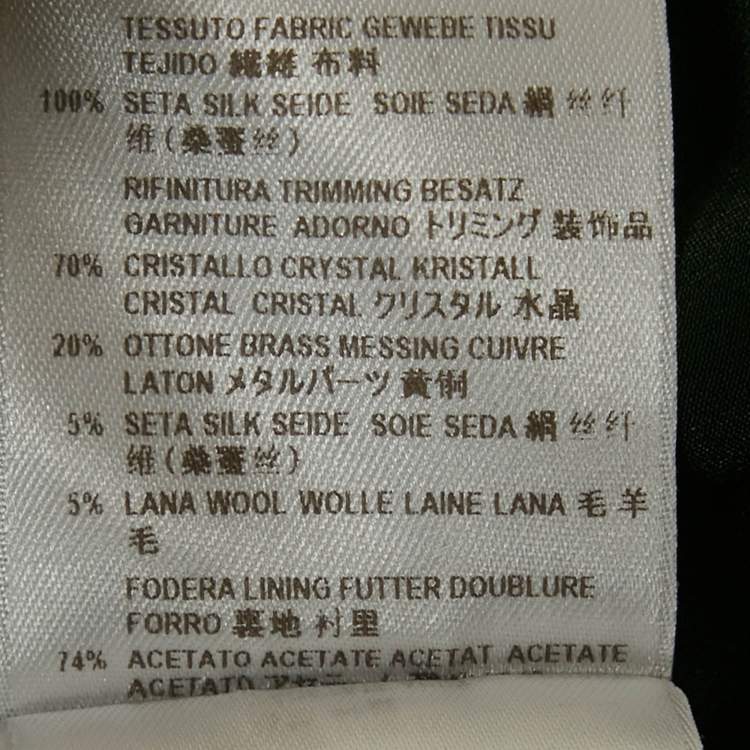 TESSUTO FABRIC GEWEBE TISSU
TEJIDO 繊維 布料
100% SETA SILK SEIDE SOIE SEDA 絹 丝纤
维(桑蚕丝)
RIFINITURA TRIMMING BESATZ
GARNITURE ADORNO トリミング 装饰品
70% CRISTALLO CRYSTAL KRISTALL
CRISTAL CRISTAL クリスタル 水晶
20% OTTONE BRASS MESSING CUIVRE
LATON メタルパーツ 黄铜
5% SETA SILK SEIDE SOIE SEDA 絹 丝纤
维(桑蚕丝)
5% LANA WOOL WOLLE LAINE LANA 毛 羊
毛
FODERA LINING FUTTER DOUBLURE
FORRO 裏地 衬里
74% ACETATO ACETATE ACETAT ACETATE
ACETATO